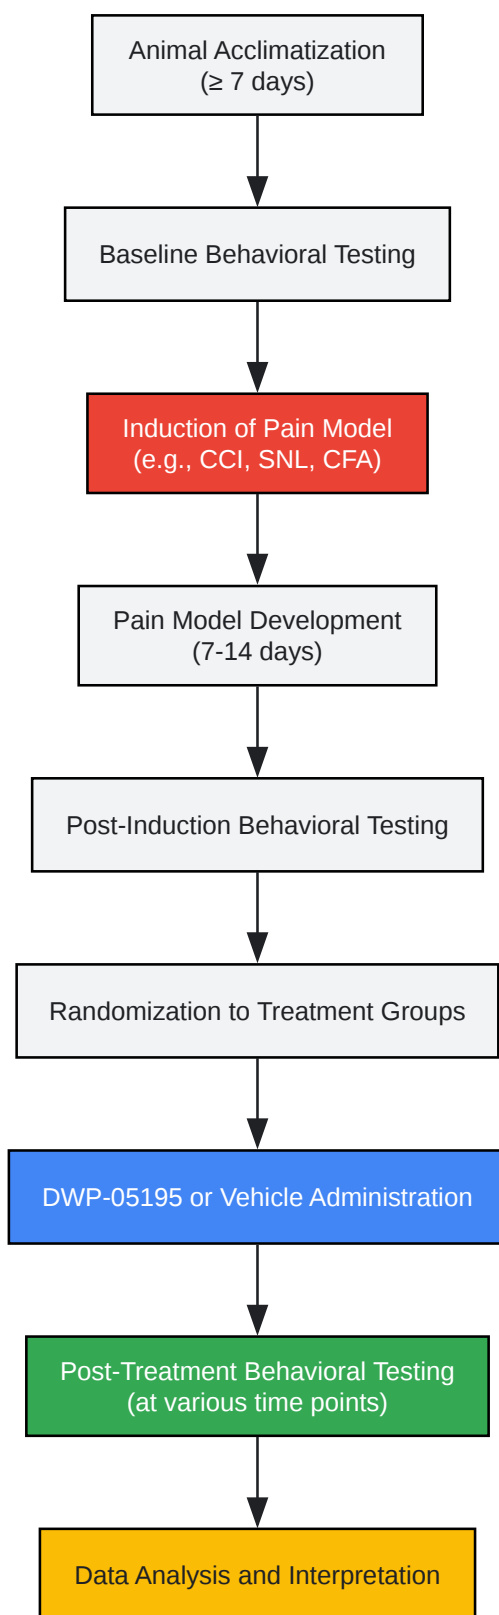 Animal Acclimatization
(≥ 7 days)
Baseline Behavioral Testing
Induction of Pain Model
(e.g., CCI, SNL, CFA)
Pain Model Development
(7-14 days)
Post-Induction Behavioral Testing
Randomization to Treatment Groups
DWP-05195 or Vehicle Administration
Post-Treatment Behavioral Testing
(at various time points)
Data Analysis and Interpretation